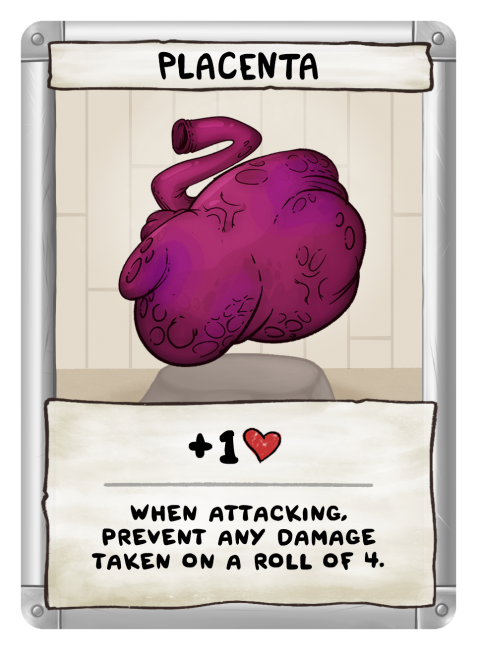 PLACENTA
+1
WHEN ATTACKING,
PREVENT ANY DAMAGE
TAKEN ON A ROLL OF 4.